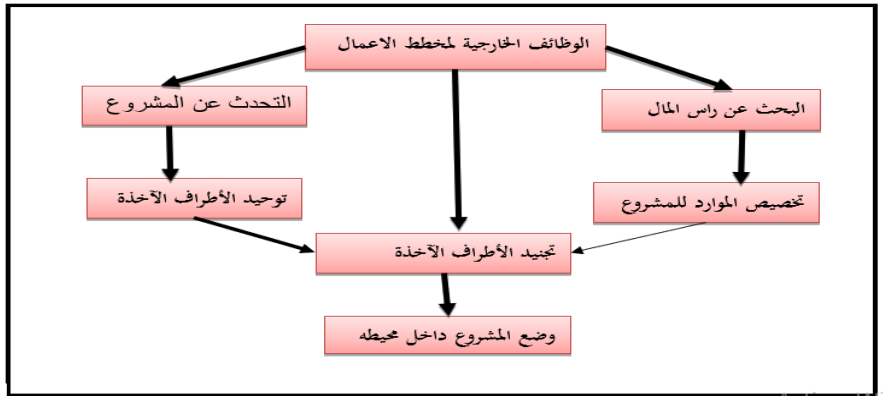 الوظائف الخارجية لمخطط الاعمال
البحث عن راس المال
التحدث عن المشروع
تخصيص الموارد للمشروع
توحيد الأطراف الآخذة
تجنيد الأطراف الآخذة
وضع المشروع داخل محيطه